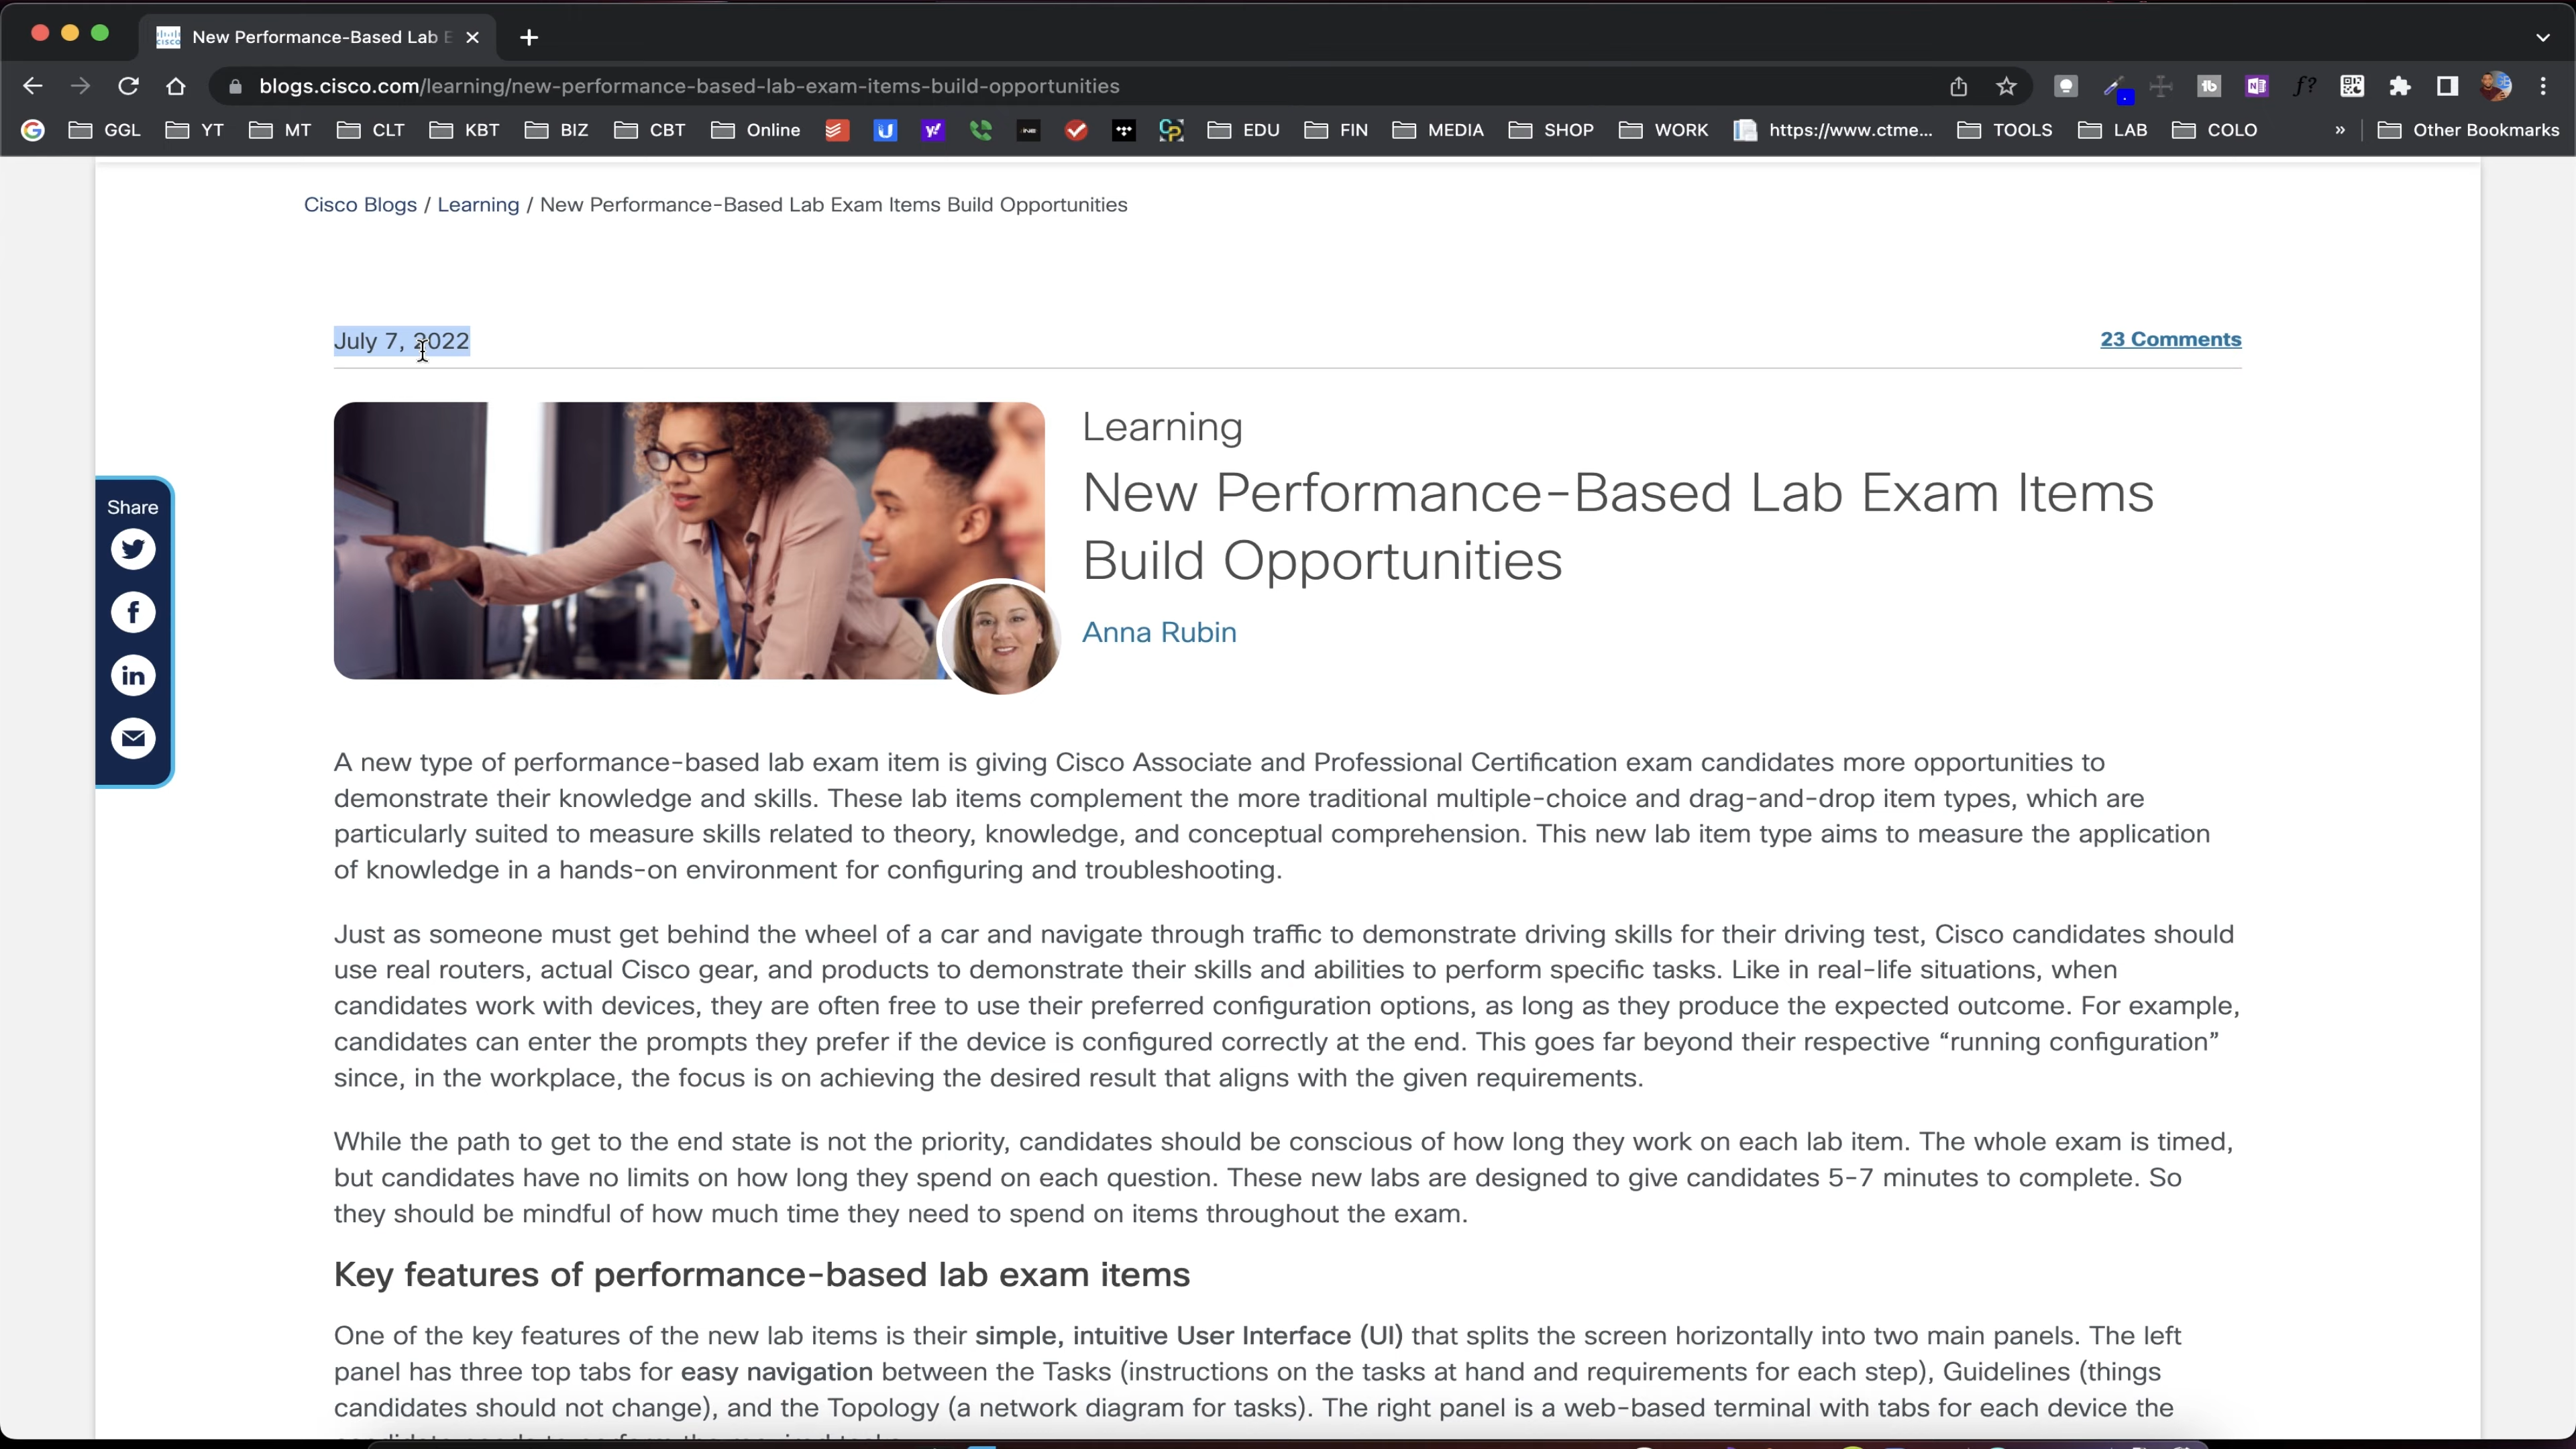 New Performance-Based Lab E
blogs.cisco.com/learning/new-performance-based-lab-exam-items-build-opportunities
GGL YT MT CLT KBT BIZ CBT Online EDU FIN MEDIA SHOP WORK https://www.ctme... TOOLS LAB COLO » Other Bookmarks
Cisco Blogs / Learning / New Performance-Based Lab Exam Items Build Opportunities
July 7, 2022
23 Comments
Learning
New Performance-Based Lab Exam Items
Build Opportunities
Anna Rubin
Share
A new type of performance-based lab exam item is giving Cisco Associate and Professional Certification exam candidates more opportunities to
demonstrate their knowledge and skills. These lab items complement the more traditional multiple-choice and drag-and-drop item types, which are
particularly suited to measure skills related to theory, knowledge, and conceptual comprehension. This new lab item type aims to measure the application
of knowledge in a hands-on environment for configuring and troubleshooting.
Just as someone must get behind the wheel of a car and navigate through traffic to demonstrate driving skills for their driving test, Cisco candidates should
use real routers, actual Cisco gear, and products to demonstrate their skills and abilities to perform specific tasks. Like in real-life situations, when
candidates work with devices, they are often free to use their preferred configuration options, as long as they produce the expected outcome. For example,
candidates can enter the prompts they prefer if the device is configured correctly at the end. This goes far beyond their respective “running configuration”
since, in the workplace, the focus is on achieving the desired result that aligns with the given requirements.
While the path to get to the end state is not the priority, candidates should be conscious of how long they work on each lab item. The whole exam is timed,
but candidates have no limits on how long they spend on each question. These new labs are designed to give candidates 5-7 minutes to complete. So
they should be mindful of how much time they need to spend on items throughout the exam.
Key features of performance-based lab exam items
One of the key features of the new lab items is their simple, intuitive User Interface (UI) that splits the screen horizontally into two main panels. The left
panel has three top tabs for easy navigation between the Tasks (instructions on the tasks at hand and requirements for each step), Guidelines (things
candidates should not change), and the Topology (a network diagram for tasks). The right panel is a web-based terminal with tabs for each device the